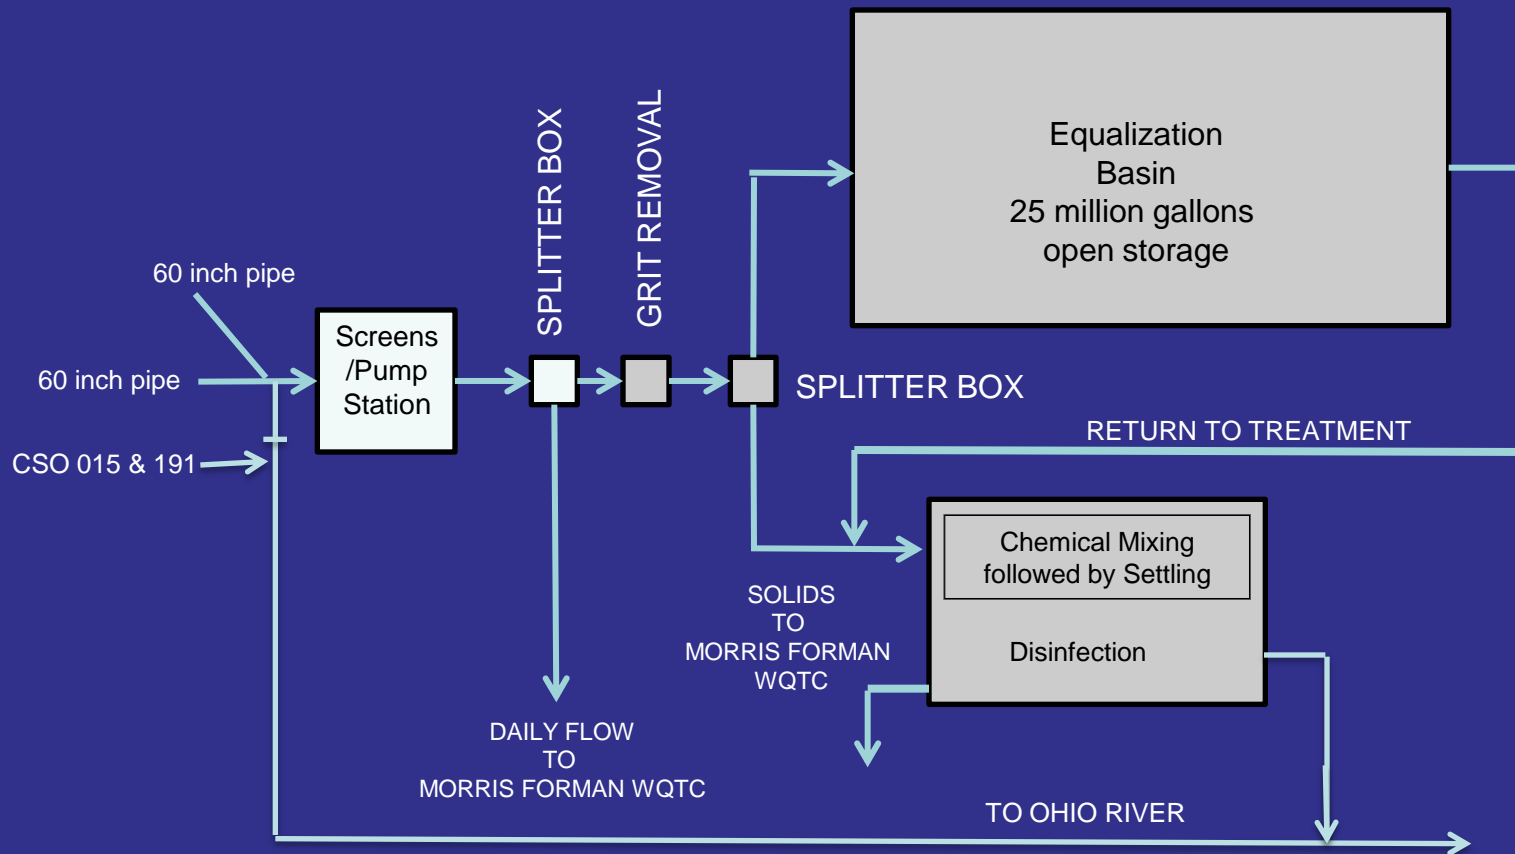 Equalization
Basin
25 million gallons
open storage
SPLITTER BOX
GRIT REMOVAL
60 inch pipe
Screens
/Pump
Station
60 inch pipe
SPLITTER BOX
RETURN TO TREATMENT
CSO 015 & 191
Chemical Mixing
followed by Settling
SOLIDS
TO
MORRIS FORMAN
WQTC
Disinfection
DAILY FLOW
TO
MORRIS FORMAN WQTC
TO OHIO RIVER